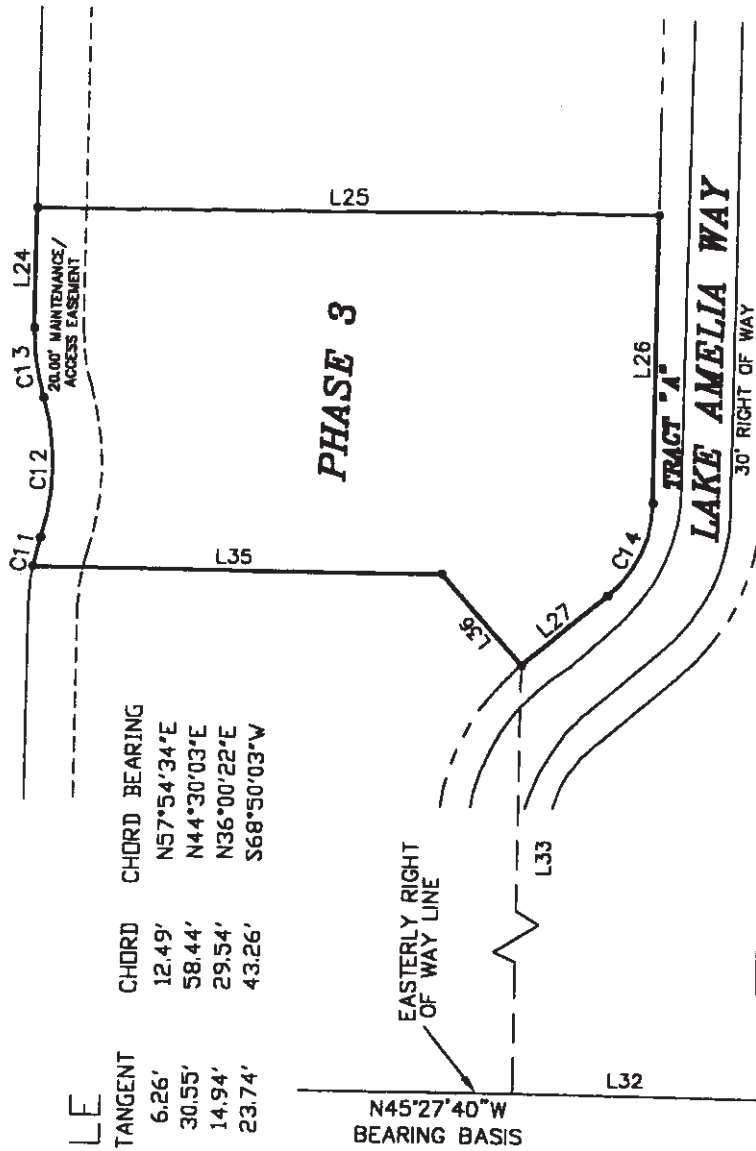 LE
TANGENT CHORD CHORD BEARING
6.26' 12.49' N57°54'34"E
30.55' 58.44' N44°30'03"E
14.94' 29.54' N36°00'22"E
23.74' 43.26' S68°50'03"W
C11
C12
C13
L24
20.00' MAINTENANCE/
ACCESS EASEMENT
L35
L25
PHASE 3
L36
L27
C14
L26
TRACT "A"
LAKE AMELIA WAY
30' RIGHT OF WAY
EASTERLY RIGHT
OF WAY LINE
L33
L32
N45°27'40"W
BEARING BASIS